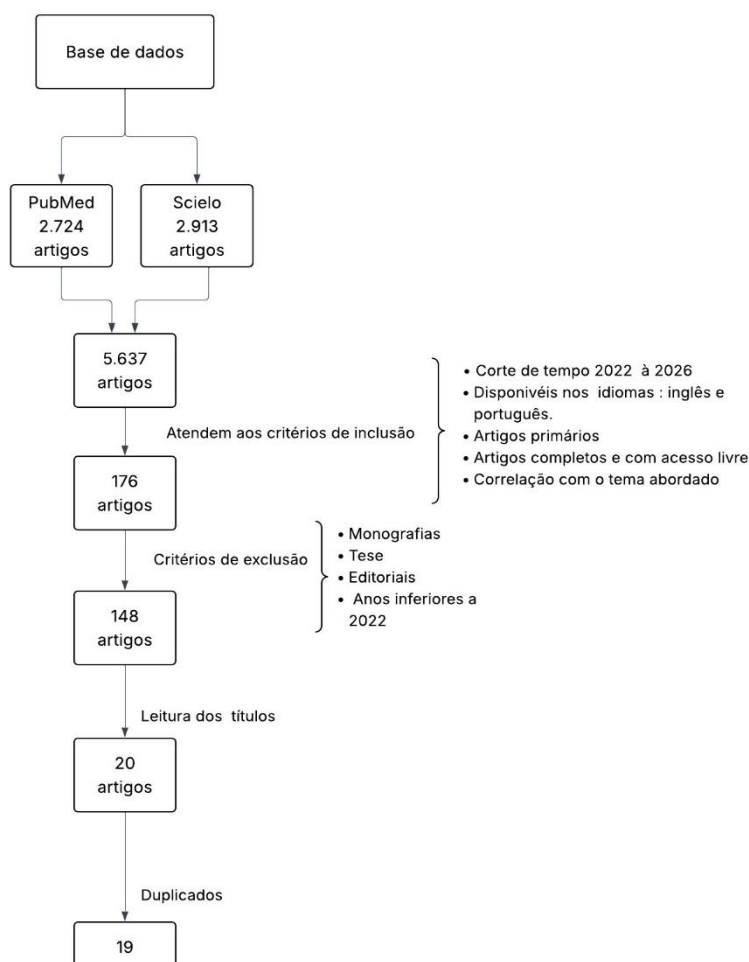 Base de dados
PubMed
2.724
artigos
Scielo
2.913
artigos
5.637
artigos
Atendem aos critérios de inclusão
• Corte de tempo 2022 à 2026
• Disponivéis nos idiomas : inglês e
português.
• Artigos primários
• Artigos completos e com acesso livre
• Correlação com o tema abordado
176
artigos
Critérios de exclusão
• Monografias
• Tese
• Editoriais
• Anos inferiores a
2022
148
artigos
Leitura dos títulos
20
artigos
Duplicados
19